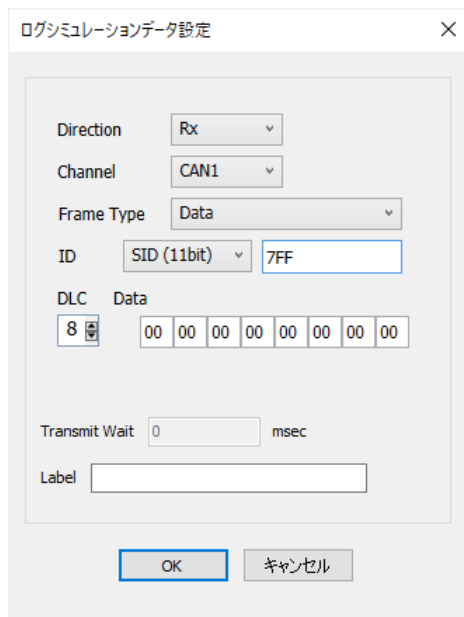 ログシミュレーションデータ設定
Direction Rx
Channel CAN1
Frame Type Data
ID SID (11bit) 7FF
DLC Data
8 00 00 00 00 00 00 00 00
Transmit Wait 0 msec
Label
OK キャンセル